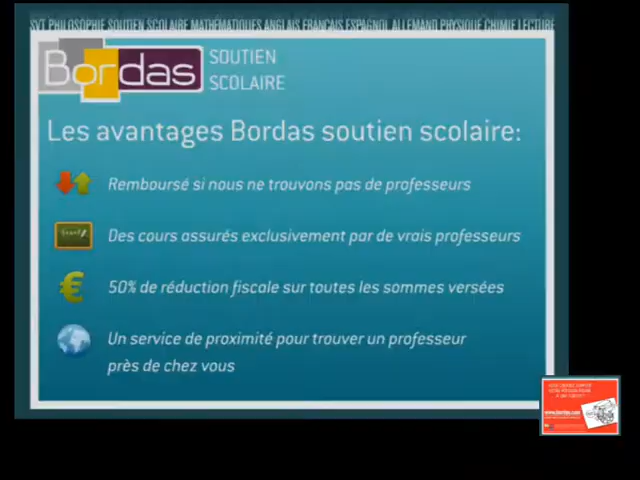 SVT PHILOSOPHIE SOUTIEN SCOLAIRE MATHÉMATIQUES ANGLAIS FRANÇAIS ESPAGNOL ALLEMAND PHYSIQUE CHIMIE LECTURE
Bordas
SOUTIEN
SCOLAIRE
Les avantages Bordas soutien scolaire:
Remboursé si nous ne trouvons pas de professeurs
Des cours assurés exclusivement par de vrais professeurs
50% de réduction fiscale sur toutes les sommes versées
Un service de proximité pour trouver un professeur
près de chez vous